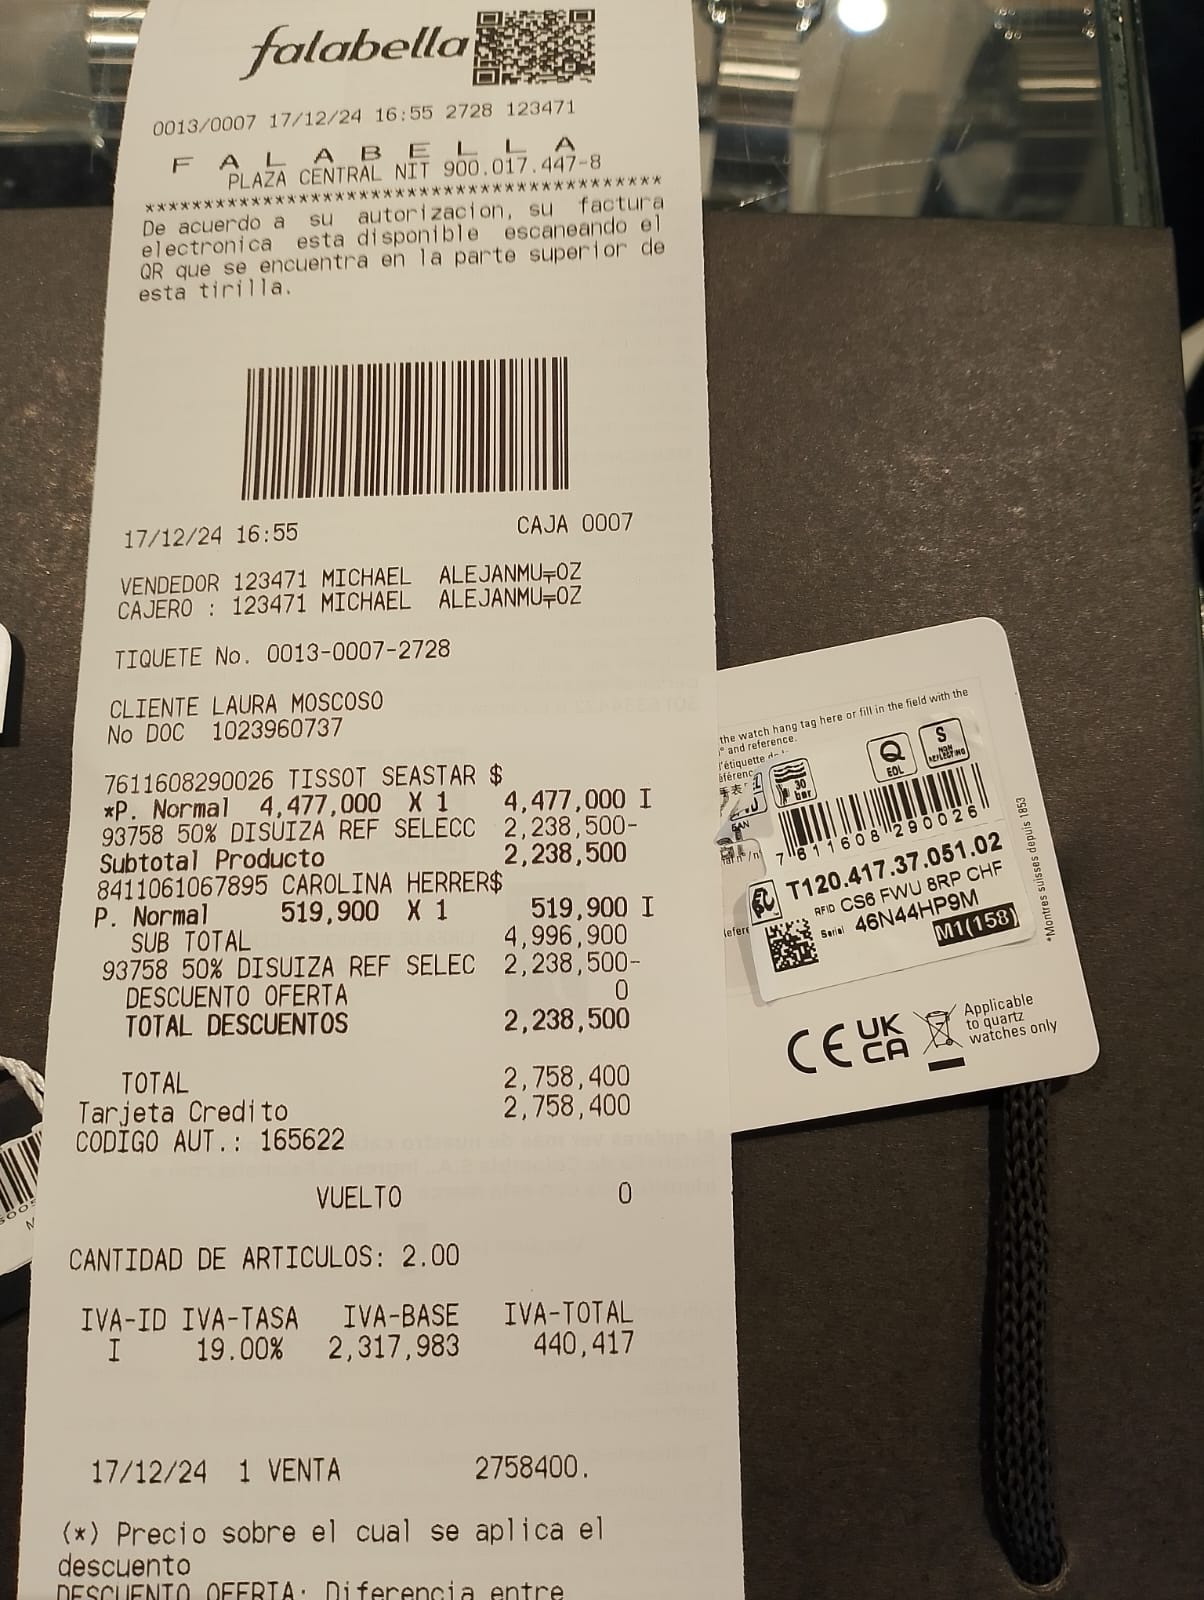 falabella
0013/0007 17/12/24 16:55 2728 123471
F A L A B E L L A
PLAZA CENTRAL NIT 900.017.447-8
********************************************
De acuerdo a su autorizacion, su factura
electronica esta disponible escaneando el
QR que se encuentra en la parte superior de
esta tirilla.
17/12/24 16:55 CAJA 0007
VENDEDOR 123471 MICHAEL ALEJANMU╤OZ
CAJERO : 123471 MICHAEL ALEJANMU╤OZ
TIQUETE No. 0013-0007-2728
CLIENTE LAURA MOSCOSO
No DOC 1023960737
7611608290026 TISSOT SEASTAR $
*P. Normal 4,477,000 X 1 4,477,000 I
93758 50% DISUIZA REF SELECC 2,238,500-
Subtotal Producto 2,238,500
8411061067895 CAROLINA HERRER$
P. Normal 519,900 X 1 519,900 I
SUB TOTAL 4,996,900
93758 50% DISUIZA REF SELEC 2,238,500-
DESCUENTO OFERTA 0
TOTAL DESCUENTOS 2,238,500
TOTAL 2,758,400
Tarjeta Credito 2,758,400
CODIGO AUT.: 165622
VUELTO 0
CANTIDAD DE ARTICULOS: 2.00
IVA-ID IVA-TASA IVA-BASE IVA-TOTAL
I 19.00% 2,317,983 440,417
17/12/24 1 VENTA 2758400.
(*) Precio sobre el cual se aplica el
descuento
DESCUENTO OFERTA: Diferencia entre
the watch hang tag here or fill in the field with the
° and reference.
30 bar
Q EOL
S NON REFLECTING
7 611608 290026
T120.417.37.051.02
RFID CS6 FWU 8RP CHF
Serial 46N44HP9M
M1(158)
*Montres suisses depuis 1853
CE UK CA
Applicable
to quartz
watches only